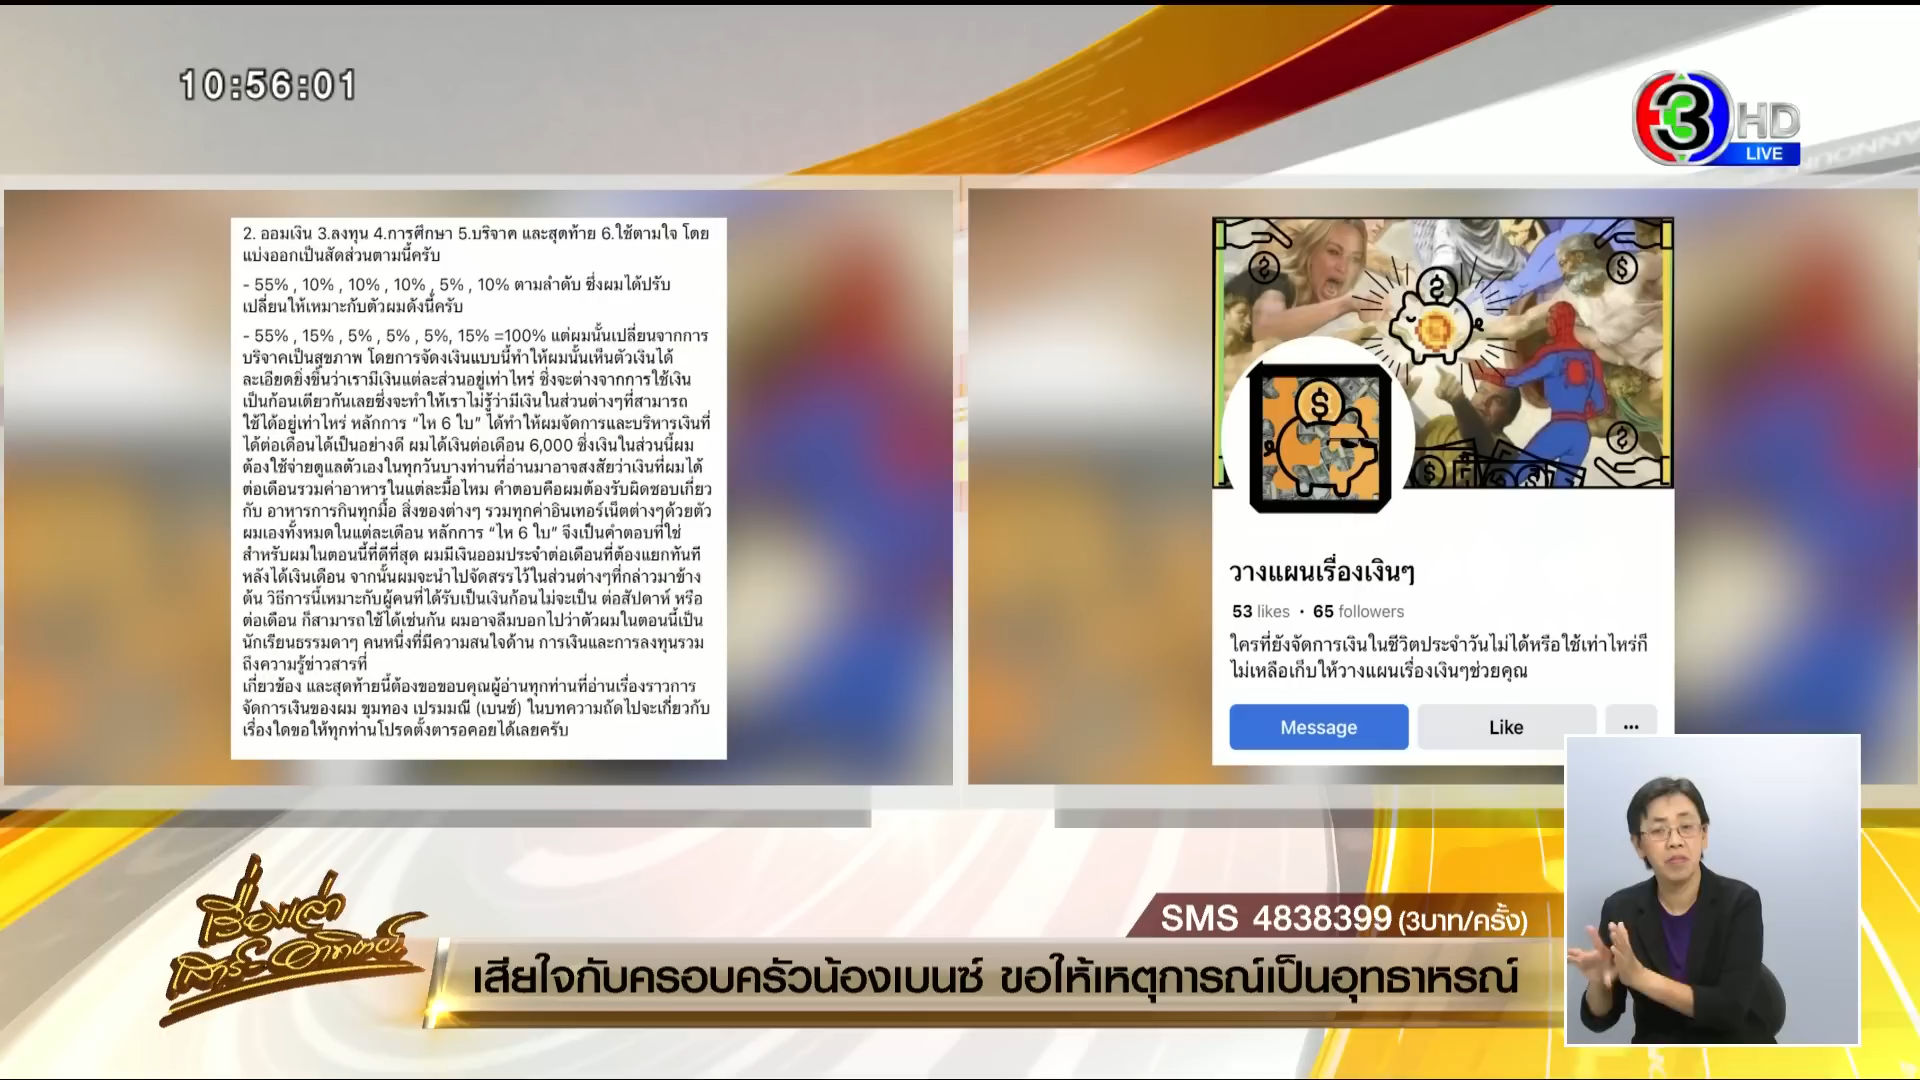 10:56:01
3 HD
LIVE
2. ออมเงิน 3.ลงทุน 4.การศึกษา 5.บริจาค และสุดท้าย 6.ใช้ตามใจ โดย
แบ่งออกเป็นสัดส่วนตามนี้ครับ
- 55% , 10% , 10% , 10% , 5% , 10% ตามลำดับ ซึ่งผมได้ปรับ
เปลี่ยนให้เหมาะกับตัวผมดังนี้ครับ
- 55% , 15% , 5% , 5% , 5%, 15% =100% แต่ผมนั้นเปลี่ยนจากการ
บริจาคเป็นสุขภาพ โดยการจัดงเงินแบบนี้ทำให้ผมนั้นเห็นตัวเงินได้
ละเอียดยิ่งขึ้นว่าเรามีเงินแต่ละส่วนอยู่เท่าไหร่ ซึ่งจะต่างจากการใช้เงิน
เป็นก้อนเดียวกันเลยซึ่งจะทำให้เราไม่รู้ว่ามีเงินในส่วนต่างๆที่สามารถ
ใช้ได้อยู่เท่าไหร่ หลักการ “ไห 6 ใบ” ได้ทำให้ผมจัดการและบริหารเงินที่
ได้ต่อเดือนได้เป็นอย่างดี ผมได้เงินต่อเดือน 6,000 ซึ่งเงินในส่วนนี้ผม
ต้องใช้จ่ายดูแลตัวเองในทุกวันบางท่านที่อ่านมาอาจสงสัยว่าเงินที่ผมได้
ต่อเดือนรวมค่าอาหารในแต่ละมื้อไหม คำตอบคือผมต้องรับผิดชอบเกี่ยว
กับ อาหารการกินทุกมื้อ สิ่งของต่างๆ รวมทุกค่าอินเทอร์เน็ตต่างๆด้วยตัว
ผมเองทั้งหมดในแต่ละเดือน หลักการ “ไห 6 ใบ” จึงเป็นคำตอบที่ใช่
สำหรับผมในตอนนี้ที่ดีที่สุด ผมมีเงินออมประจำต่อเดือนที่ต้องแยกทันที
หลังได้เงินเดือน จากนั้นผมจะนำไปจัดสรรไว้ในส่วนต่างๆที่กล่าวมาข้าง
ต้น วิธีการนี้เหมาะกับผู้คนที่ได้รับเป็นเงินก้อนไม่จะเป็น ต่อสัปดาห์ หรือ
ต่อเดือน ก็สามารถใช้ได้เช่นกัน ผมอาจลืมบอกไปว่าตัวผมในตอนนี้เป็น
นักเรียนธรรมดาๆ คนหนึ่งที่มีความสนใจด้าน การเงินและการลงทุนรวม
ถึงความรู้ข่าวสารที่
เกี่ยวข้อง และสุดท้ายนี้ต้องขอขอบคุณผู้อ่านทุกท่านที่อ่านเรื่องราวการ
จัดการเงินของผม ขุมทอง เปรมมณี (เบนซ์) ในบทความถัดไปจะเกี่ยวกับ
เรื่องใดขอให้ทุกท่านโปรดตั้งตารอคอยได้เลยครับ
วางแผนเรื่องเงินๆ
53 likes · 65 followers
ใครที่ยังจัดการเงินในชีวิตประจำวันไม่ได้หรือใช้เท่าไหร่ก็
ไม่เหลือเก็บให้วางแผนเรื่องเงินๆช่วยคุณ
Message
Like
...
เรื่องเล่า
เสาร์-อาทิตย์
SMS 4838399 (3บาท/ครั้ง)
เสียใจกับครอบครัวน้องเบนซ์ ขอให้เหตุการณ์เป็นอุทธาหรณ์